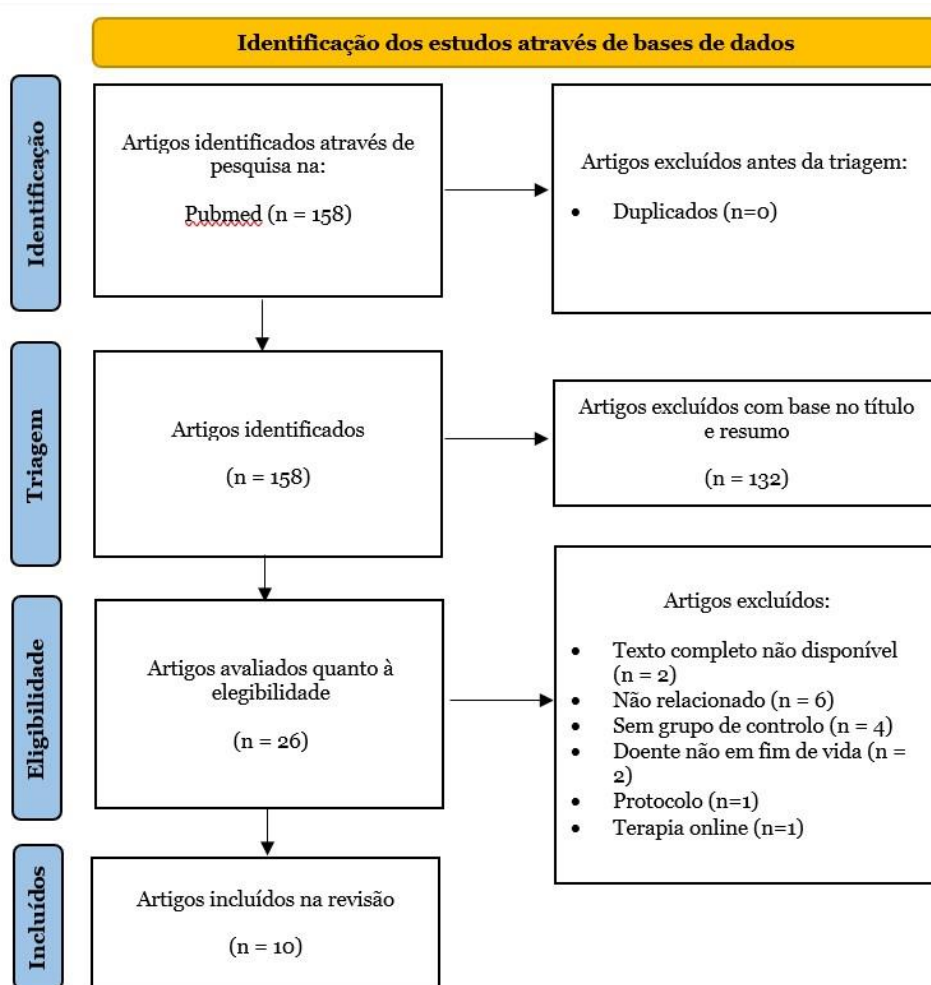 Identificação dos estudos através de bases de dados
Identificação
Artigos identificados através de
pesquisa na:
Pubmed (n = 158)
Artigos excluídos antes da triagem:
• Duplicados (n=0)
Triagem
Artigos identificados
(n = 158)
Artigos excluídos com base no título
e resumo
(n = 132)
Eligibilidade
Artigos avaliados quanto à
elegibilidade
(n = 26)
Artigos excluídos:
• Texto completo não disponível
(n = 2)
• Não relacionado (n = 6)
• Sem grupo de controlo (n = 4)
• Doente não em fim de vida (n =
2)
• Protocolo (n=1)
• Terapia online (n=1)
Incluídos
Artigos incluídos na revisão
(n = 10)